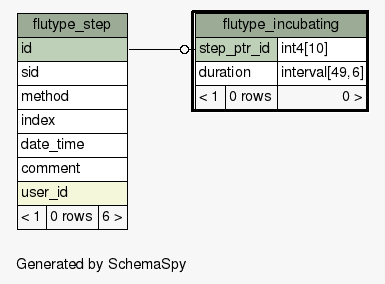 flutype_step
id
sid
method
index
date_time
comment
user_id
< 1 0 rows 6 >
flutype_incubating
step_ptr_id int4[10]
duration interval[49,6]
< 1 0 rows 0 >
Generated by SchemaSpy